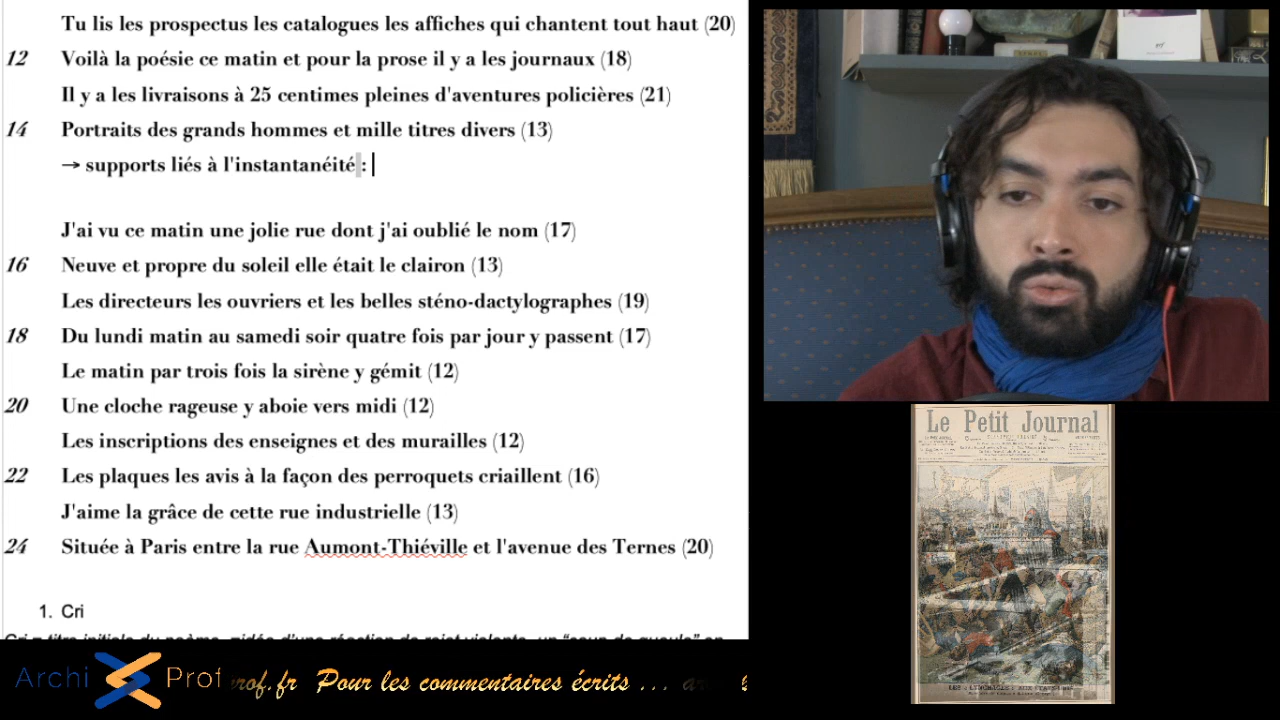 Tu lis les prospectus les catalogues les affiches qui chantent tout haut (20)
12 Voilà la poésie ce matin et pour la prose il y a les journaux (18)
Il y a les livraisons à 25 centimes pleines d'aventures policières (21)
14 Portraits des grands hommes et mille titres divers (13)
→ supports liés à l'instantanéité :
J'ai vu ce matin une jolie rue dont j'ai oublié le nom (17)
16 Neuve et propre du soleil elle était le clairon (13)
Les directeurs les ouvriers et les belles sténo-dactylographes (19)
18 Du lundi matin au samedi soir quatre fois par jour y passent (17)
Le matin par trois fois la sirène y gémit (12)
20 Une cloche rageuse y aboie vers midi (12)
Les inscriptions des enseignes et des murailles (12)
22 Les plaques les avis à la façon des perroquets criaillent (16)
J'aime la grâce de cette rue industrielle (13)
24 Située à Paris entre la rue Aumont-Thiéville et l'avenue des Ternes (20)
1. Cri
Le Petit Journal
Archi Prof
rof.fr Pour les commentaires écrits ...